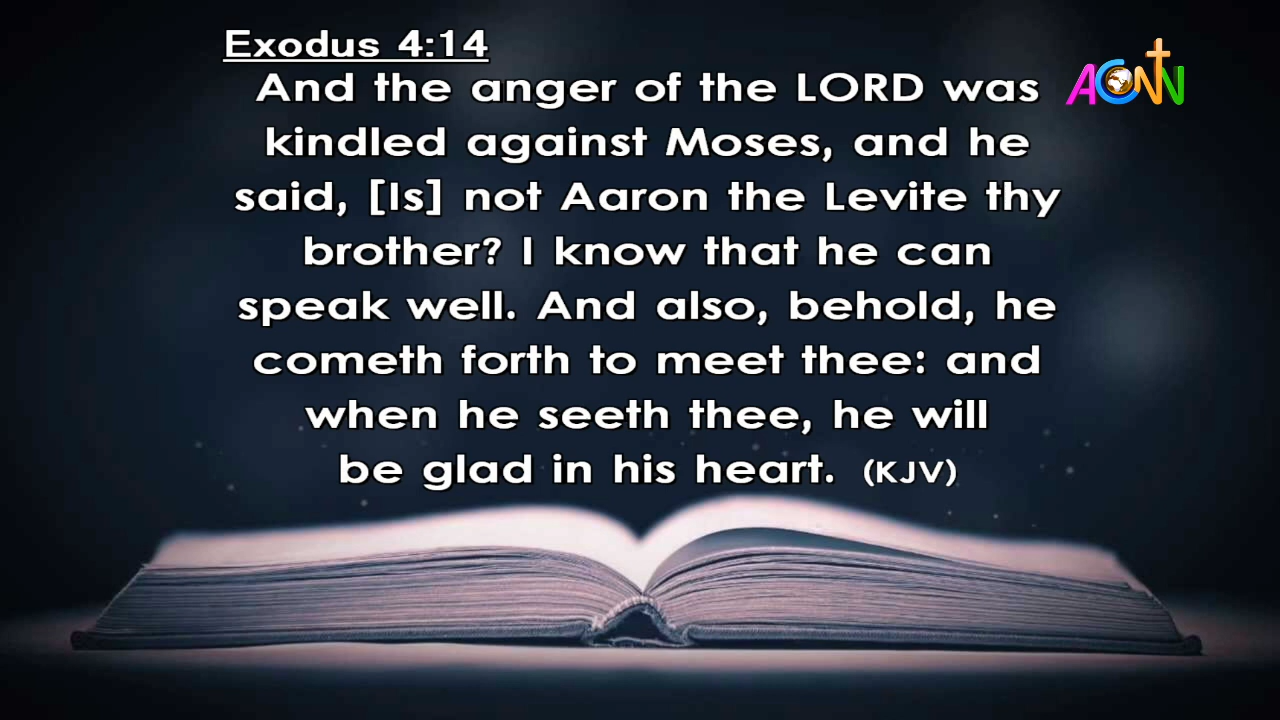 Exodus 4:14
And the anger of the LORD was
kindled against Moses, and he
said, [Is] not Aaron the Levite thy
brother? I know that he can
speak well. And also, behold, he
cometh forth to meet thee: and
when he seeth thee, he will
be glad in his heart. (KJV)
ACNN